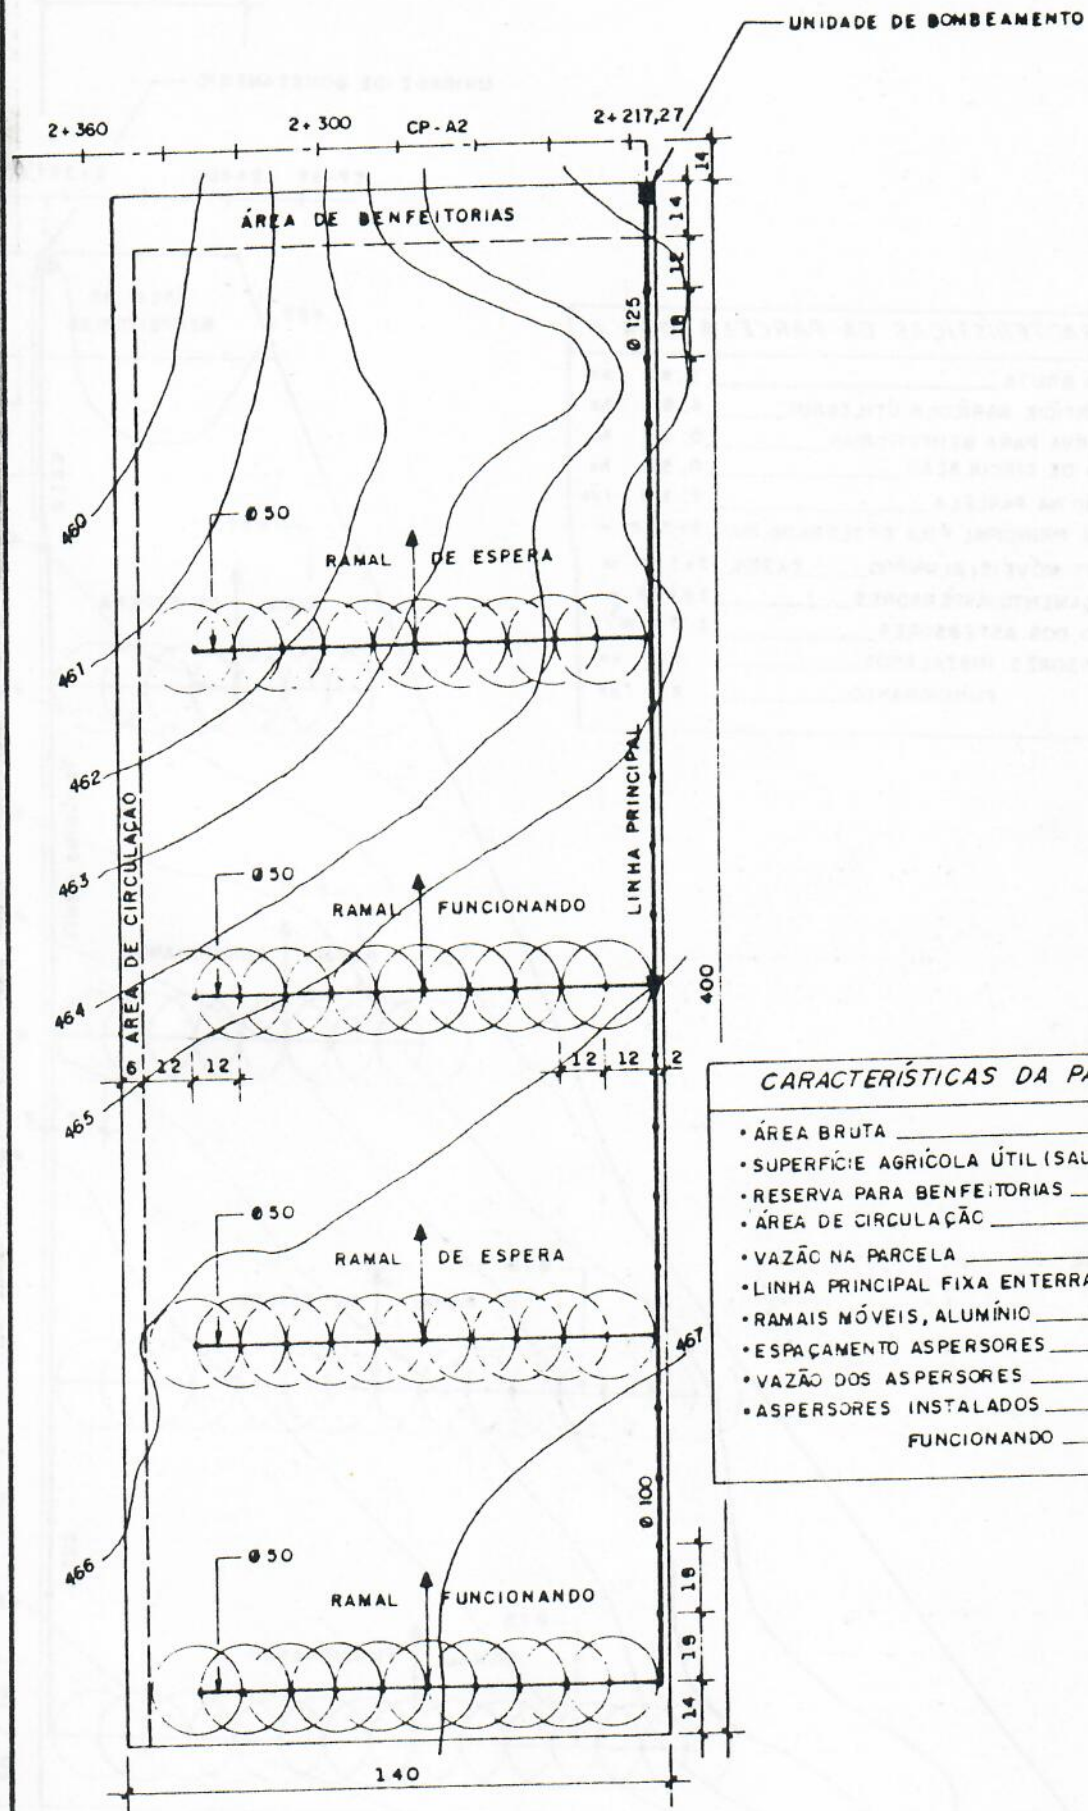 UNIDADE DE BOMBEAMENTO
2+360
2+300
CP-A2
2+217,27
14
ÁREA DE BENFEITORIAS
14
12
18
Ø 125
460
Ø 50
RAMAL DE ESPERA
461
462
LINHA PRINCIPAL
ÁREA DE CIRCULAÇÃO
463
Ø 50
RAMAL FUNCIONANDO
464
400
6
12
12
12
12
2
465
CARACTERÍSTICAS DA PA
• ÁREA BRUTA
• SUPERFÍCIE AGRÍCOLA ÚTIL (SAU
• RESERVA PARA BENFEITORIAS
• ÁREA DE CIRCULAÇÃO
• VAZÃO NA PARCELA
• LINHA PRINCIPAL FIXA ENTERRA
• RAMAIS MÓVEIS, ALUMÍNIO
• ESPAÇAMENTO ASPERSORES
• VAZÃO DOS ASPERSORES
• ASPERSORES INSTALADOS
FUNCIONANDO
Ø 50
RAMAL DE ESPERA
467
Ø 100
466
Ø 50
RAMAL FUNCIONANDO
18
18
14
140